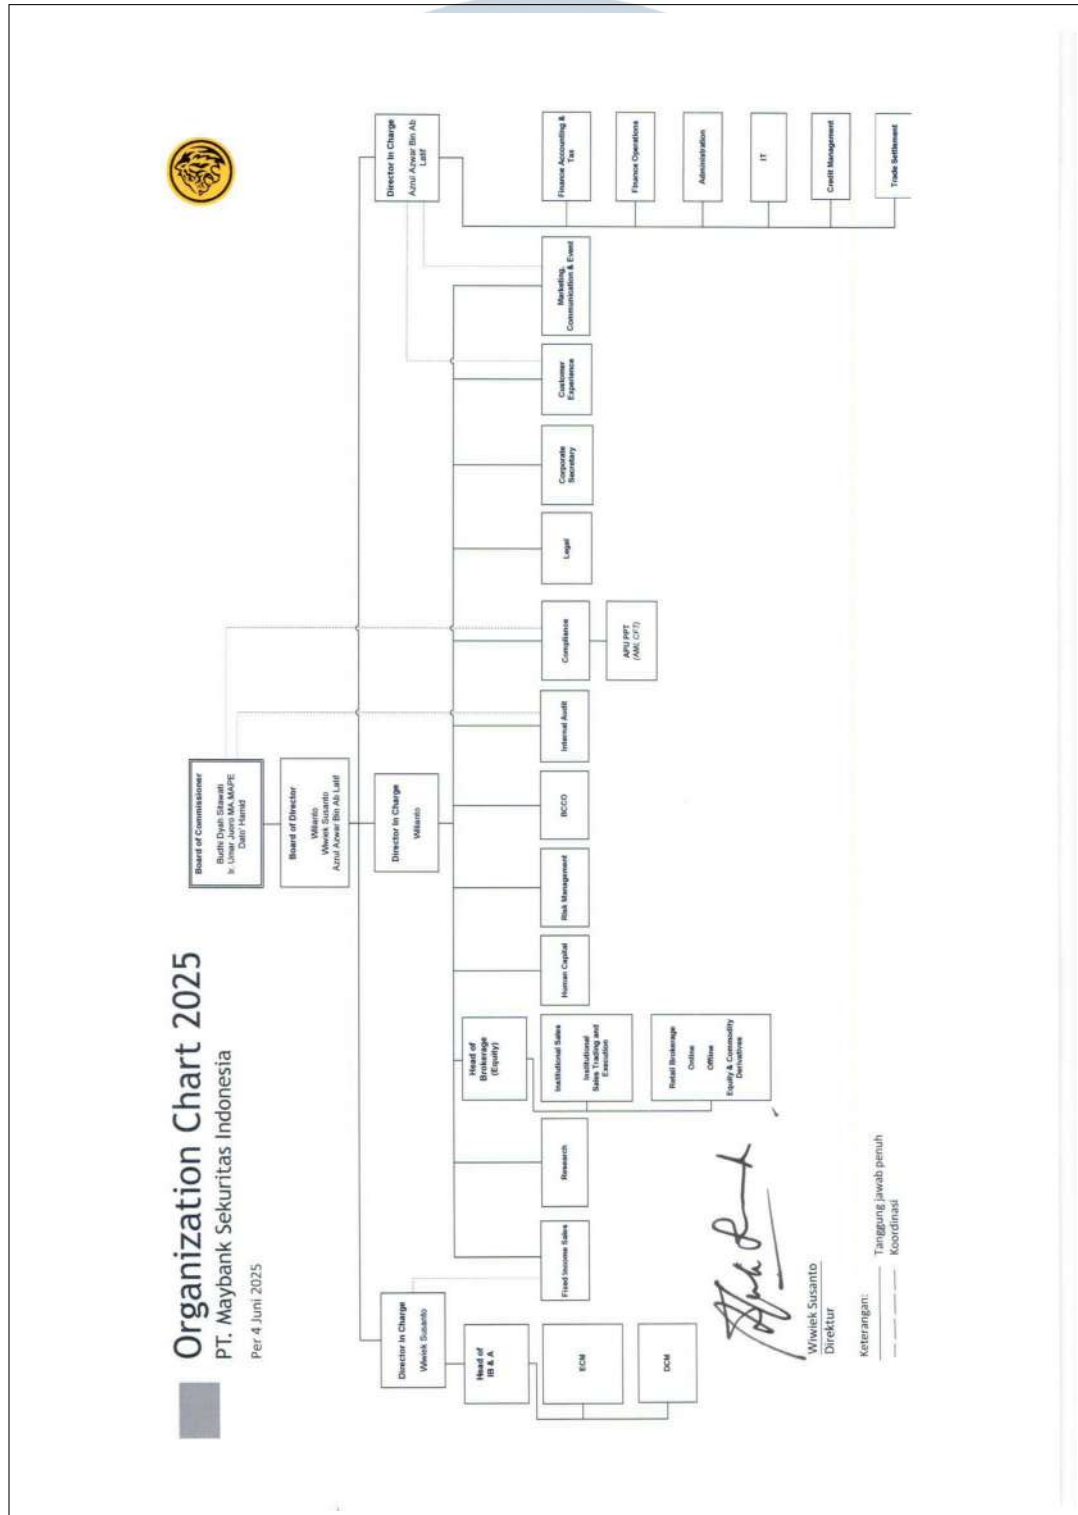 Organization Chart 2025
PT. Maybank Sekuritas Indonesia
Per 4 Juni 2025
Board of Commissioner
Budhi Dyah Sitawati
Ir. Umar Juoro MA.MAPE
Dato' Hamid
Board of Director
Wilianto
Wiwiek Susanto
Azrul Azwar Bin Ab Latif
Director In Charge
Wiwiek Susanto
Director In Charge
Wilianto
Director In Charge
Azrul Azwar Bin Ab
Latif
Head of
IB & A
ECM
DCM
Fixed Income Sales
Research
Head of
Brokerage
(Equity)
Institutional Sales
Institutional
Sales Trading and
Execution
Retail Brokerage
Online
Offline
Equity & Commodity
Derivatives
Human Capital
Risk Management
BCCO
Internal Audit
Compliance
APU PPT
(AML CFT)
Legal
Corporate
Secretary
Customer
Experience
Marketing,
Communication & Event
Finance Accounting &
Tax
Finance Operations
Administration
IT
Credit Management
Trade Settlement
Wiwiek Susanto
Direktur
Keterangan:
Tanggung jawab penuh
Koordinasi